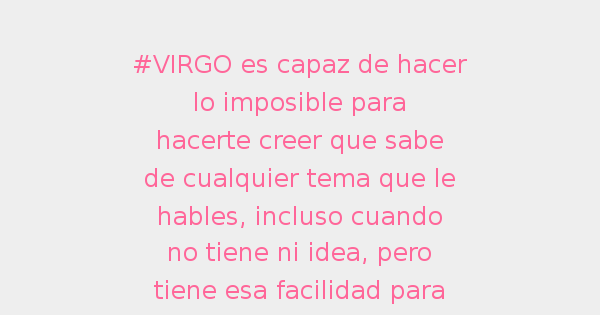 #VIRGO es capaz de hacer
lo imposible para
hacerte creer que sabe
de cualquier tema que le
hables, incluso cuando
no tiene ni idea, pero
tiene esa facilidad para